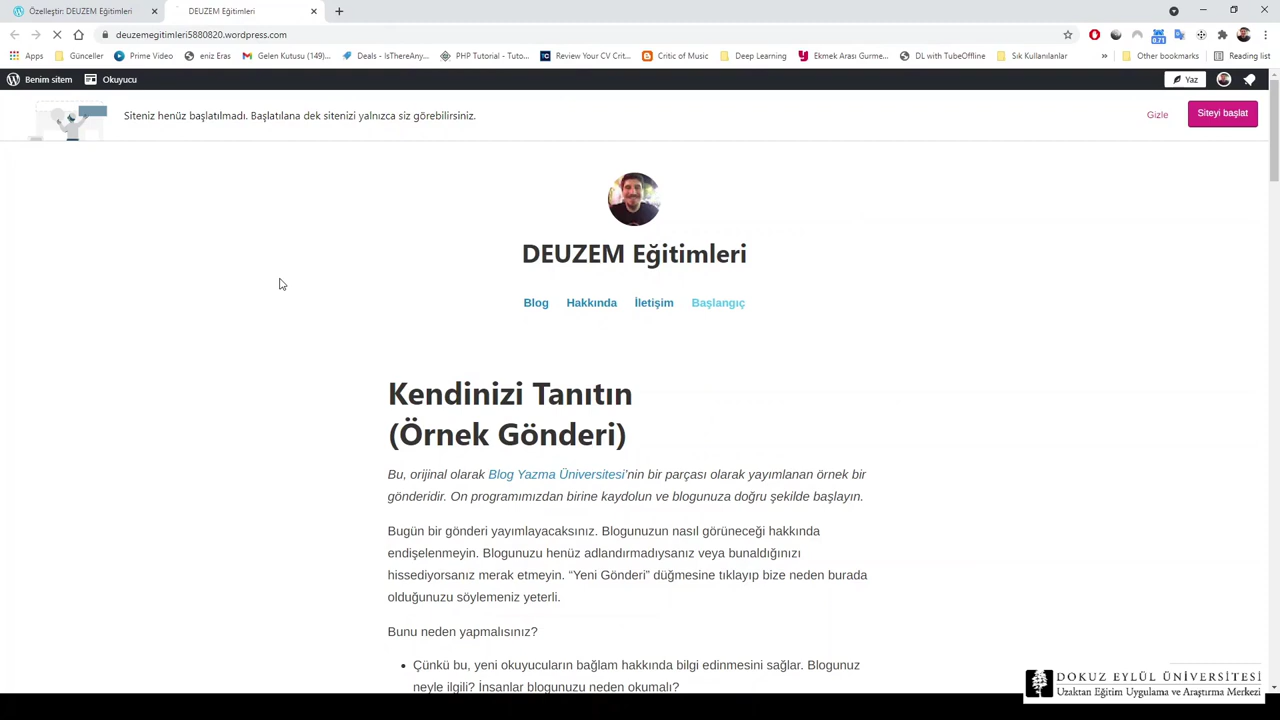 Özelleştir: DEUZEM Eğitimleri
DEUZEM Eğitimleri
deuzemegitimleri5880820.wordpress.com
0.71
Apps
Günceller
Prime Video
eniz Eras
Gelen Kutusu (149)...
Deals - IsThereAny...
PHP Tutorial - Tuto...
Review Your CV Crit...
Critic of Music
Deep Learning
Ekmek Arası Gurme...
DL with TubeOffline
Sık Kullanılanlar
»
Other bookmarks
Reading list
Benim sitem
Okuyucu
Yaz
Siteniz henüz başlatılmadı. Başlatılana dek sitenizi yalnızca siz görebilirsiniz.
Gizle
Siteyi başlat
DEUZEM Eğitimleri
Blog Hakkında İletişim Başlangıç
Kendinizi Tanıtın
(Örnek Gönderi)
Bu, orijinal olarak Blog Yazma Üniversitesi’nin bir parçası olarak yayımlanan örnek bir
gönderidir. On programımızdan birine kaydolun ve blogunuza doğru şekilde başlayın.
Bugün bir gönderi yayımlayacaksınız. Blogunuzun nasıl görüneceği hakkında
endişelenmeyin. Blogunuzu henüz adlandırmadıysanız veya bunaldığınızı
hissediyorsanız merak etmeyin. “Yeni Gönderi” düğmesine tıklayıp bize neden burada
olduğunuzu söylemeniz yeterli.
Bunu neden yapmalısınız?
• Çünkü bu, yeni okuyucuların bağlam hakkında bilgi edinmesini sağlar. Blogunuz
neyle ilgili? İnsanlar blogunuzu neden okumalı?
DOKUZ EYLÜL ÜNİVERSİTESİ
Uzaktan Eğitim Uygulama ve Araştırma Merkezi